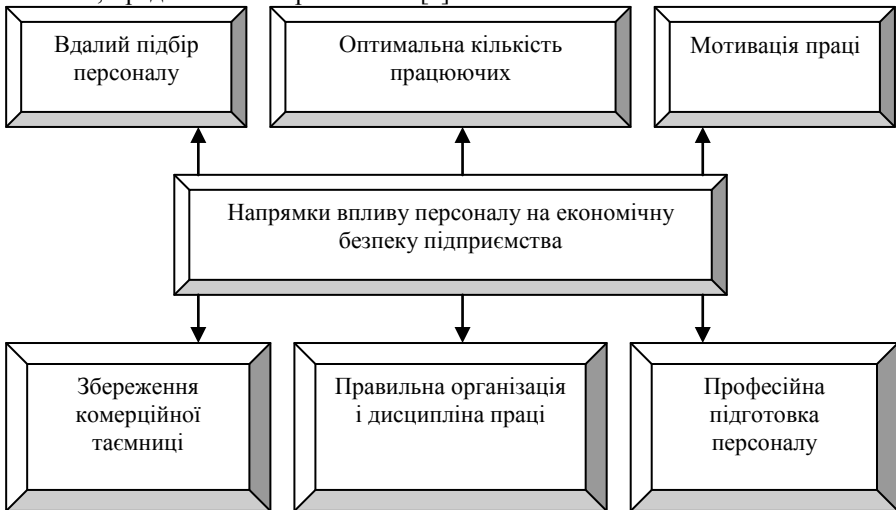 Вдалий підбір
персоналу
Оптимальна кількість
працюючих
Мотивація праці
Напрямки впливу персоналу на економічну
безпеку підприємства
Збереження
комерційної
таємниці
Правильна організація
і дисципліна праці
Професійна
підготовка
персоналу